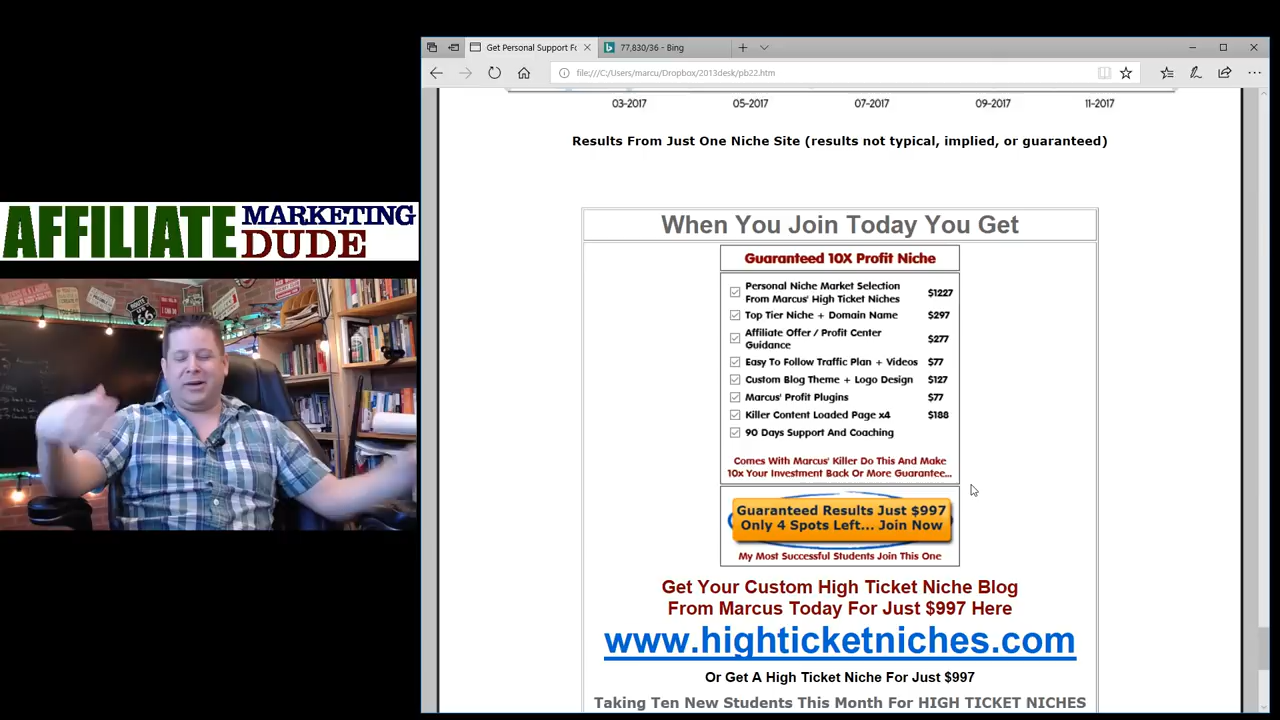 Get Personal Support Fo
77,830/36 - Bing
file:///C:/Users/marcu/Dropbox/2013desk/pb22.htm
03-2017 05-2017 07-2017 09-2017 11-2017
Results From Just One Niche Site (results not typical, implied, or guaranteed)
AFFILIATE MARKETING DUDE
When You Join Today You Get
Guaranteed 10X Profit Niche
Personal Niche Market Selection
From Marcus' High Ticket Niches $1227
Top Tier Niche + Domain Name $297
Affiliate Offer / Profit Center
Guidance $277
Easy To Follow Traffic Plan + Videos $77
Custom Blog Theme + Logo Design $127
Marcus' Profit Plugins $77
Killer Content Loaded Page x4 $188
90 Days Support And Coaching
Comes With Marcus' Killer Do This And Make
10x Your Investment Back Or More Guarantee...
Guaranteed Results Just $997
Only 4 Spots Left... Join Now
My Most Successful Students Join This One
Get Your Custom High Ticket Niche Blog
From Marcus Today For Just $997 Here
www.highticketniches.com
Or Get A High Ticket Niche For Just $997
Taking Ten New Students This Month For HIGH TICKET NICHES
ROUTE
66